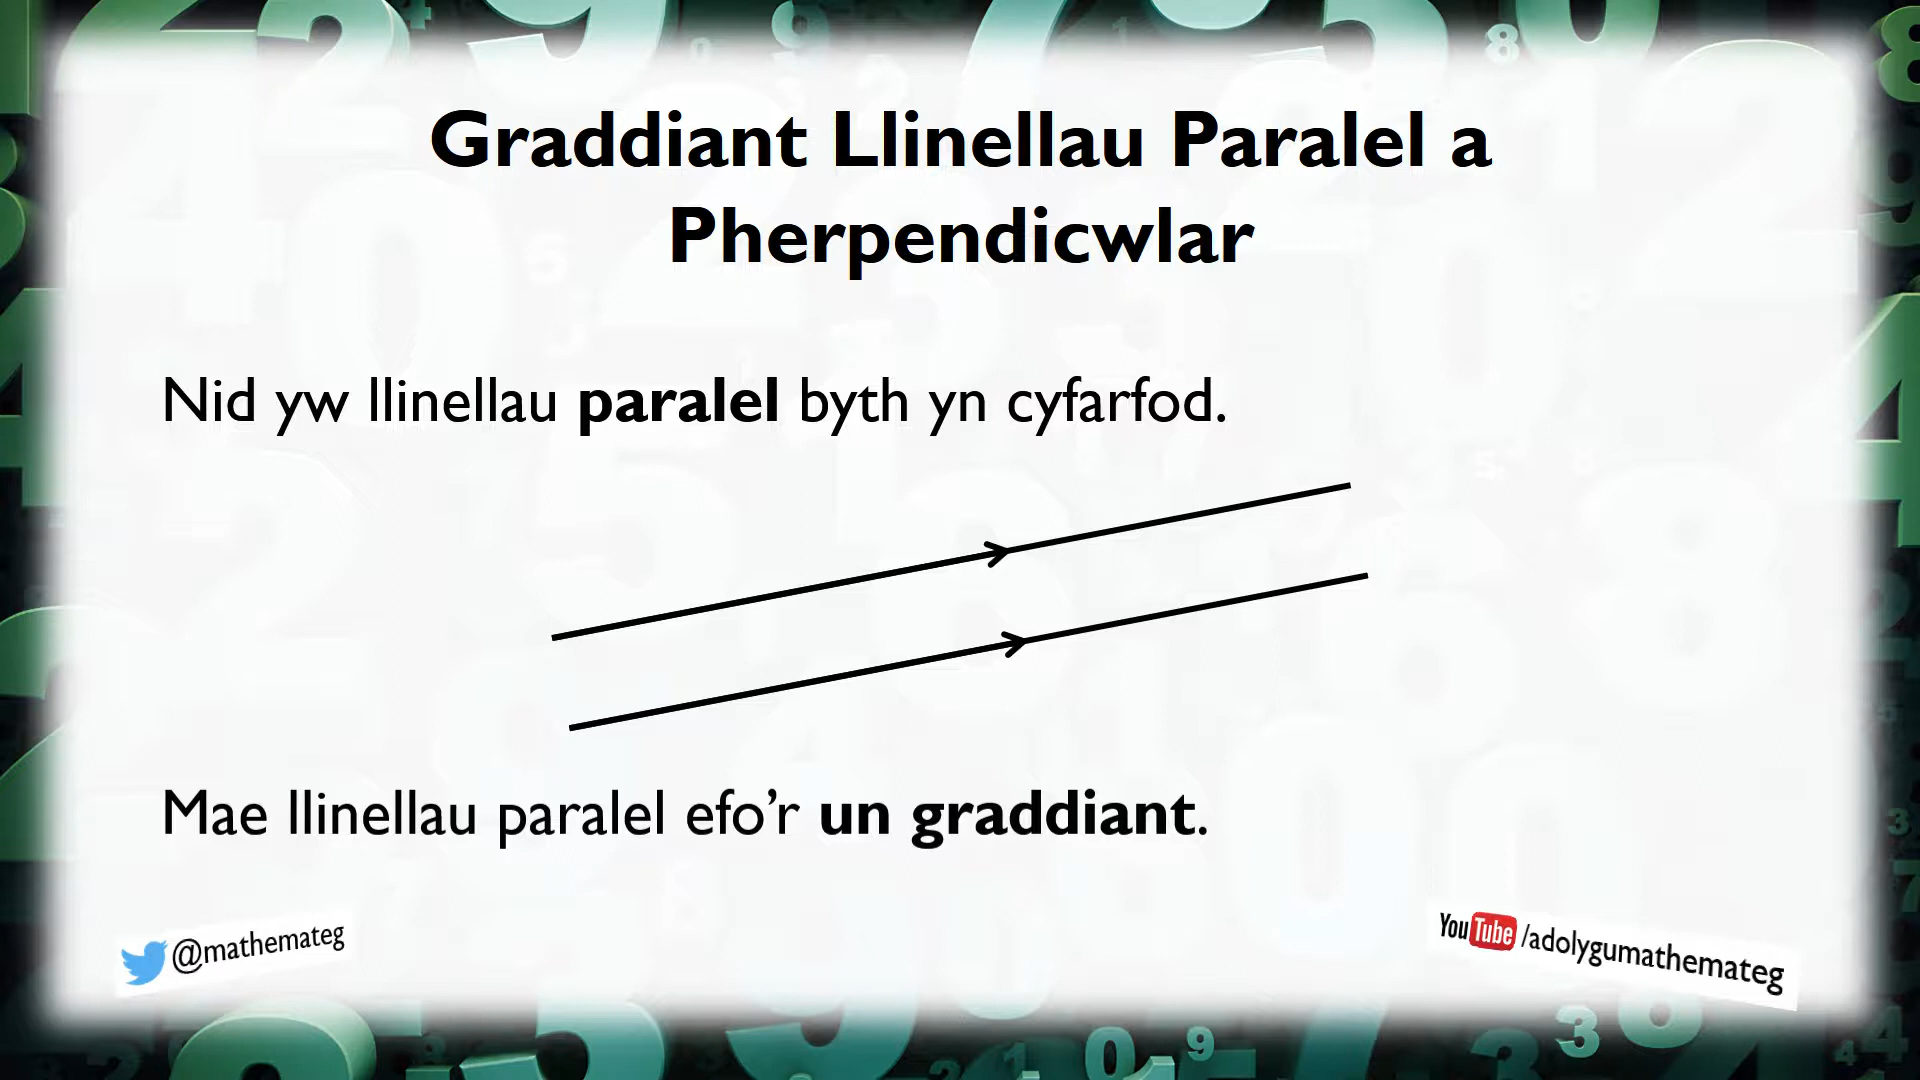 Graddiant Llinellau Paralel a
Pherpendicwlar
Nid yw llinellau paralel byth yn cyfarfod.
Mae llinellau paralel efo’r un graddiant.
@mathemateg
YouTube /adolygumathemateg